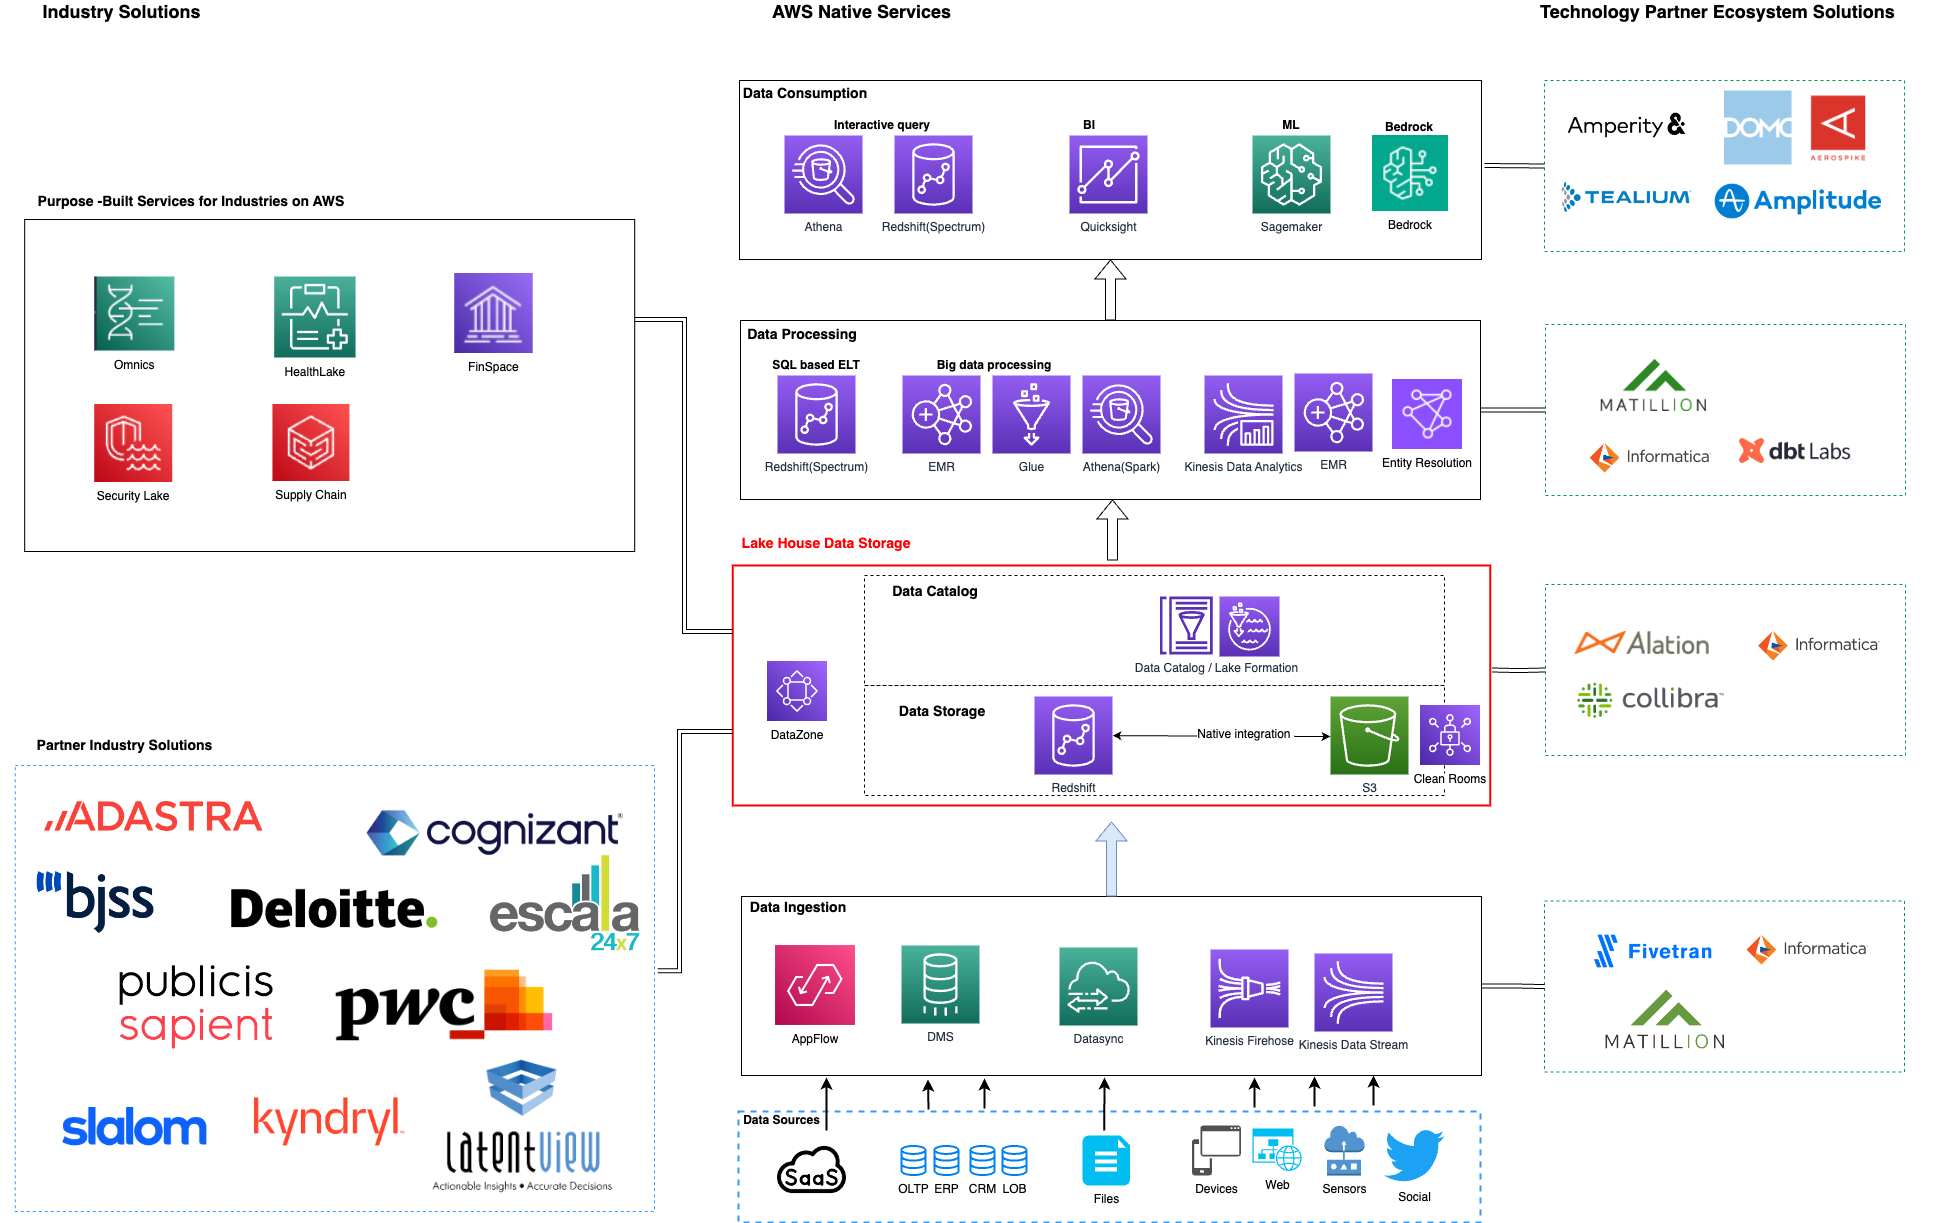 Industry Solutions
AWS Native Services
Technology Partner Ecosystem Solutions
Purpose -Built Services for Industries on AWS
Omnics
HealthLake
FinSpace
Security Lake
Supply Chain
Partner Industry Solutions
ADASTRA
cognizant
bjss
Deloitte.
escala
24x7
publicis
sapient
pwc
slalom
kyndryl
LatentView
Actionable Insights • Accurate Decisions
Data Consumption
Interactive query
BI
ML
Bedrock
Athena
Redshift(Spectrum)
Quicksight
Sagemaker
Bedrock
Data Processing
SQL based ELT
Big data processing
Redshift(Spectrum)
EMR
Glue
Athena(Spark)
Kinesis Data Analytics
EMR
Entity Resolution
Lake House Data Storage
Data Catalog
Data Catalog / Lake Formation
DataZone
Data Storage
Native integration
Redshift
S3
Clean Rooms
Data Ingestion
AppFlow
DMS
Datasync
Kinesis Firehose
Kinesis Data Stream
Data Sources
SaaS
OLTP
ERP
CRM
LOB
Files
Devices
Web
Sensors
Social
Amperity &
DOMO
AEROSPIKE
TEALIUM
Amplitude
MATILLION
Informatica
dbt Labs
Alation
Informatica
collibra™
Fivetran
Informatica
MATILLION